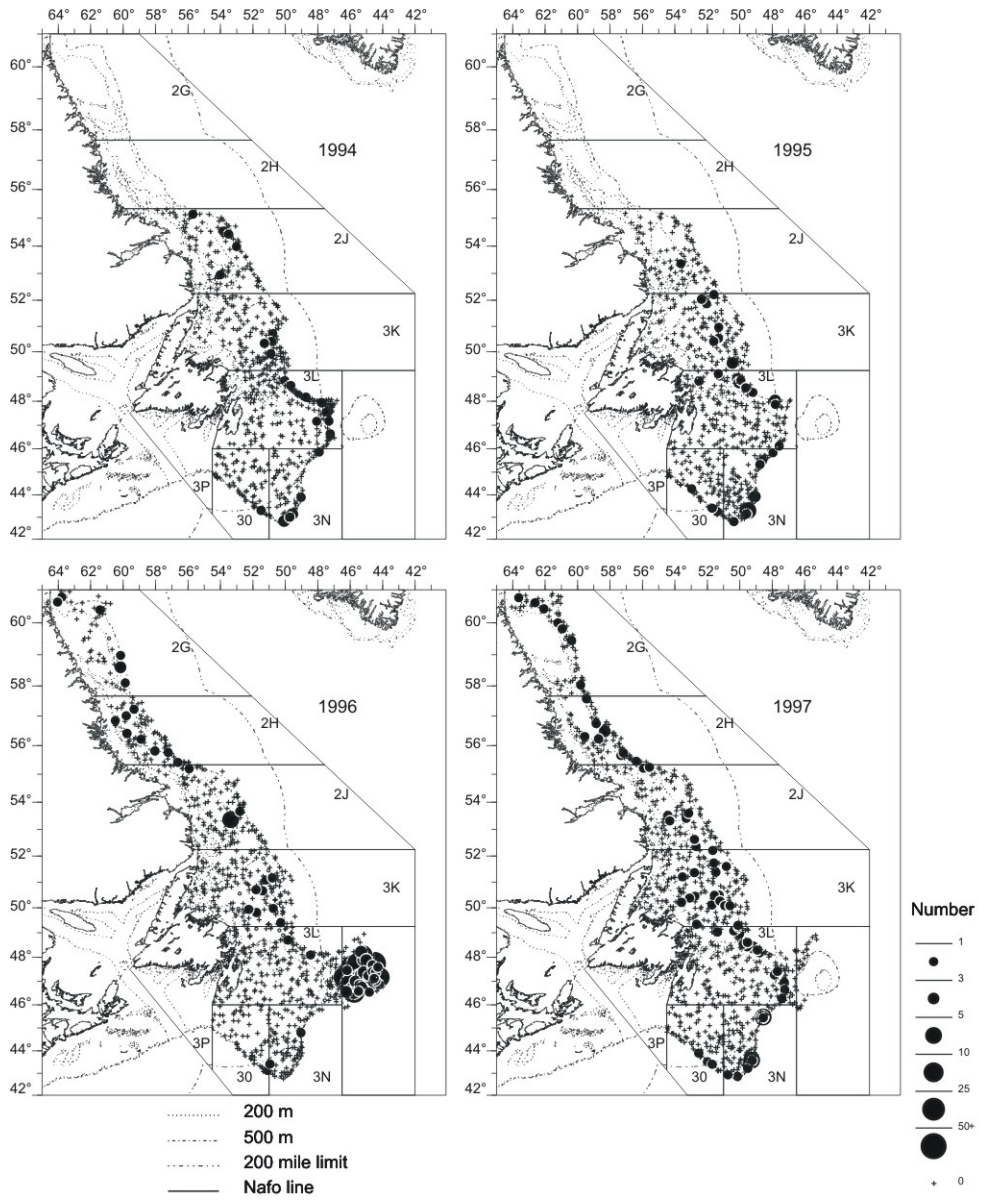 64° 62° 60° 58° 56° 54° 52° 50° 48° 46° 44° 42° 64° 62° 60° 58° 56° 54° 52° 50° 48° 46° 44° 42°
60° 2G 60° 2G
58° 1994 58° 1995
2H 2H
56° 56°
54° 2J 54° 2J
52° 52°
3K 3K
50° 50°
3L 3L
48° 48°
46° 46°
44° 3P 44° 3P
30 3N 30 3N
42° 42°
64° 62° 60° 58° 56° 54° 52° 50° 48° 46° 44° 42° 64° 62° 60° 58° 56° 54° 52° 50° 48° 46° 44° 42°
60° 2G 60° 2G
58° 1996 58° 1997
2H 2H
56° 56°
54° 2J 54° 2J
52° 52°
3K 3K
50° 50°
3L 3L
48° 48°
46° 46°
44° 3P 44° 3P
30 3N 30 3N
42° 42°
Number
1
3
5
10
25
50+
0
200 m
500 m
200 mile limit
Nafo line